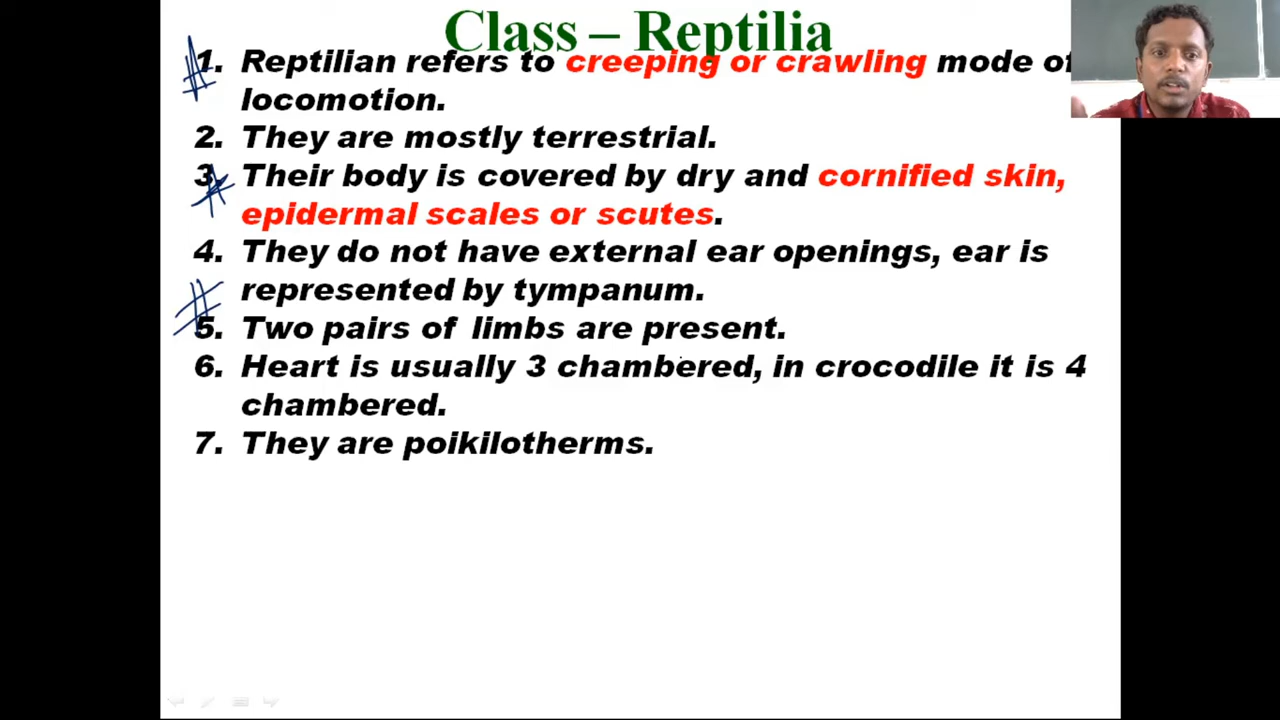 Class – Reptilia
1. Reptilian refers to creeping or crawling mode of
locomotion.
2. They are mostly terrestrial.
3. Their body is covered by dry and cornified skin,
epidermal scales or scutes.
4. They do not have external ear openings, ear is
represented by tympanum.
5. Two pairs of limbs are present.
6. Heart is usually 3 chambered, in crocodile it is 4
chambered.
7. They are poikilotherms.